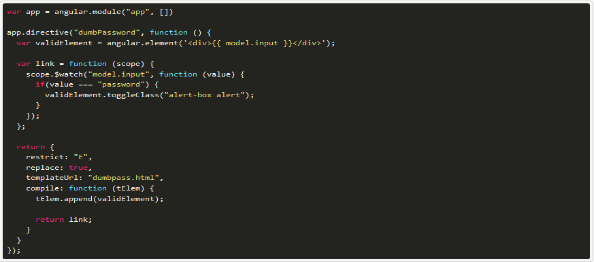 var app = angular.module("app", [])
app.directive("dumbPassword", function () {
var validElement = angular.element('<div>{{ model.input }}</div>');
var link = function (scope) {
scope.$watch("model.input", function (value) {
if(value === "password") {
validElement.toggleClass("alert-box alert");
}
});
};
return {
restrict: "E",
replace: true,
templateUrl: "dumbpass.html",
compile: function (tElem) {
tElem.append(validElement);
return link;
}
}
});